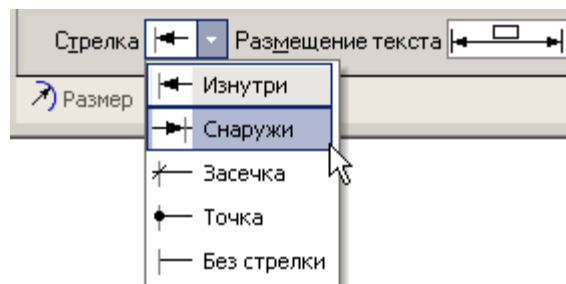 Стрелка Размещение текста
Размер
Изнутри
Снаружи
Засечка
Точка
Без стрелки